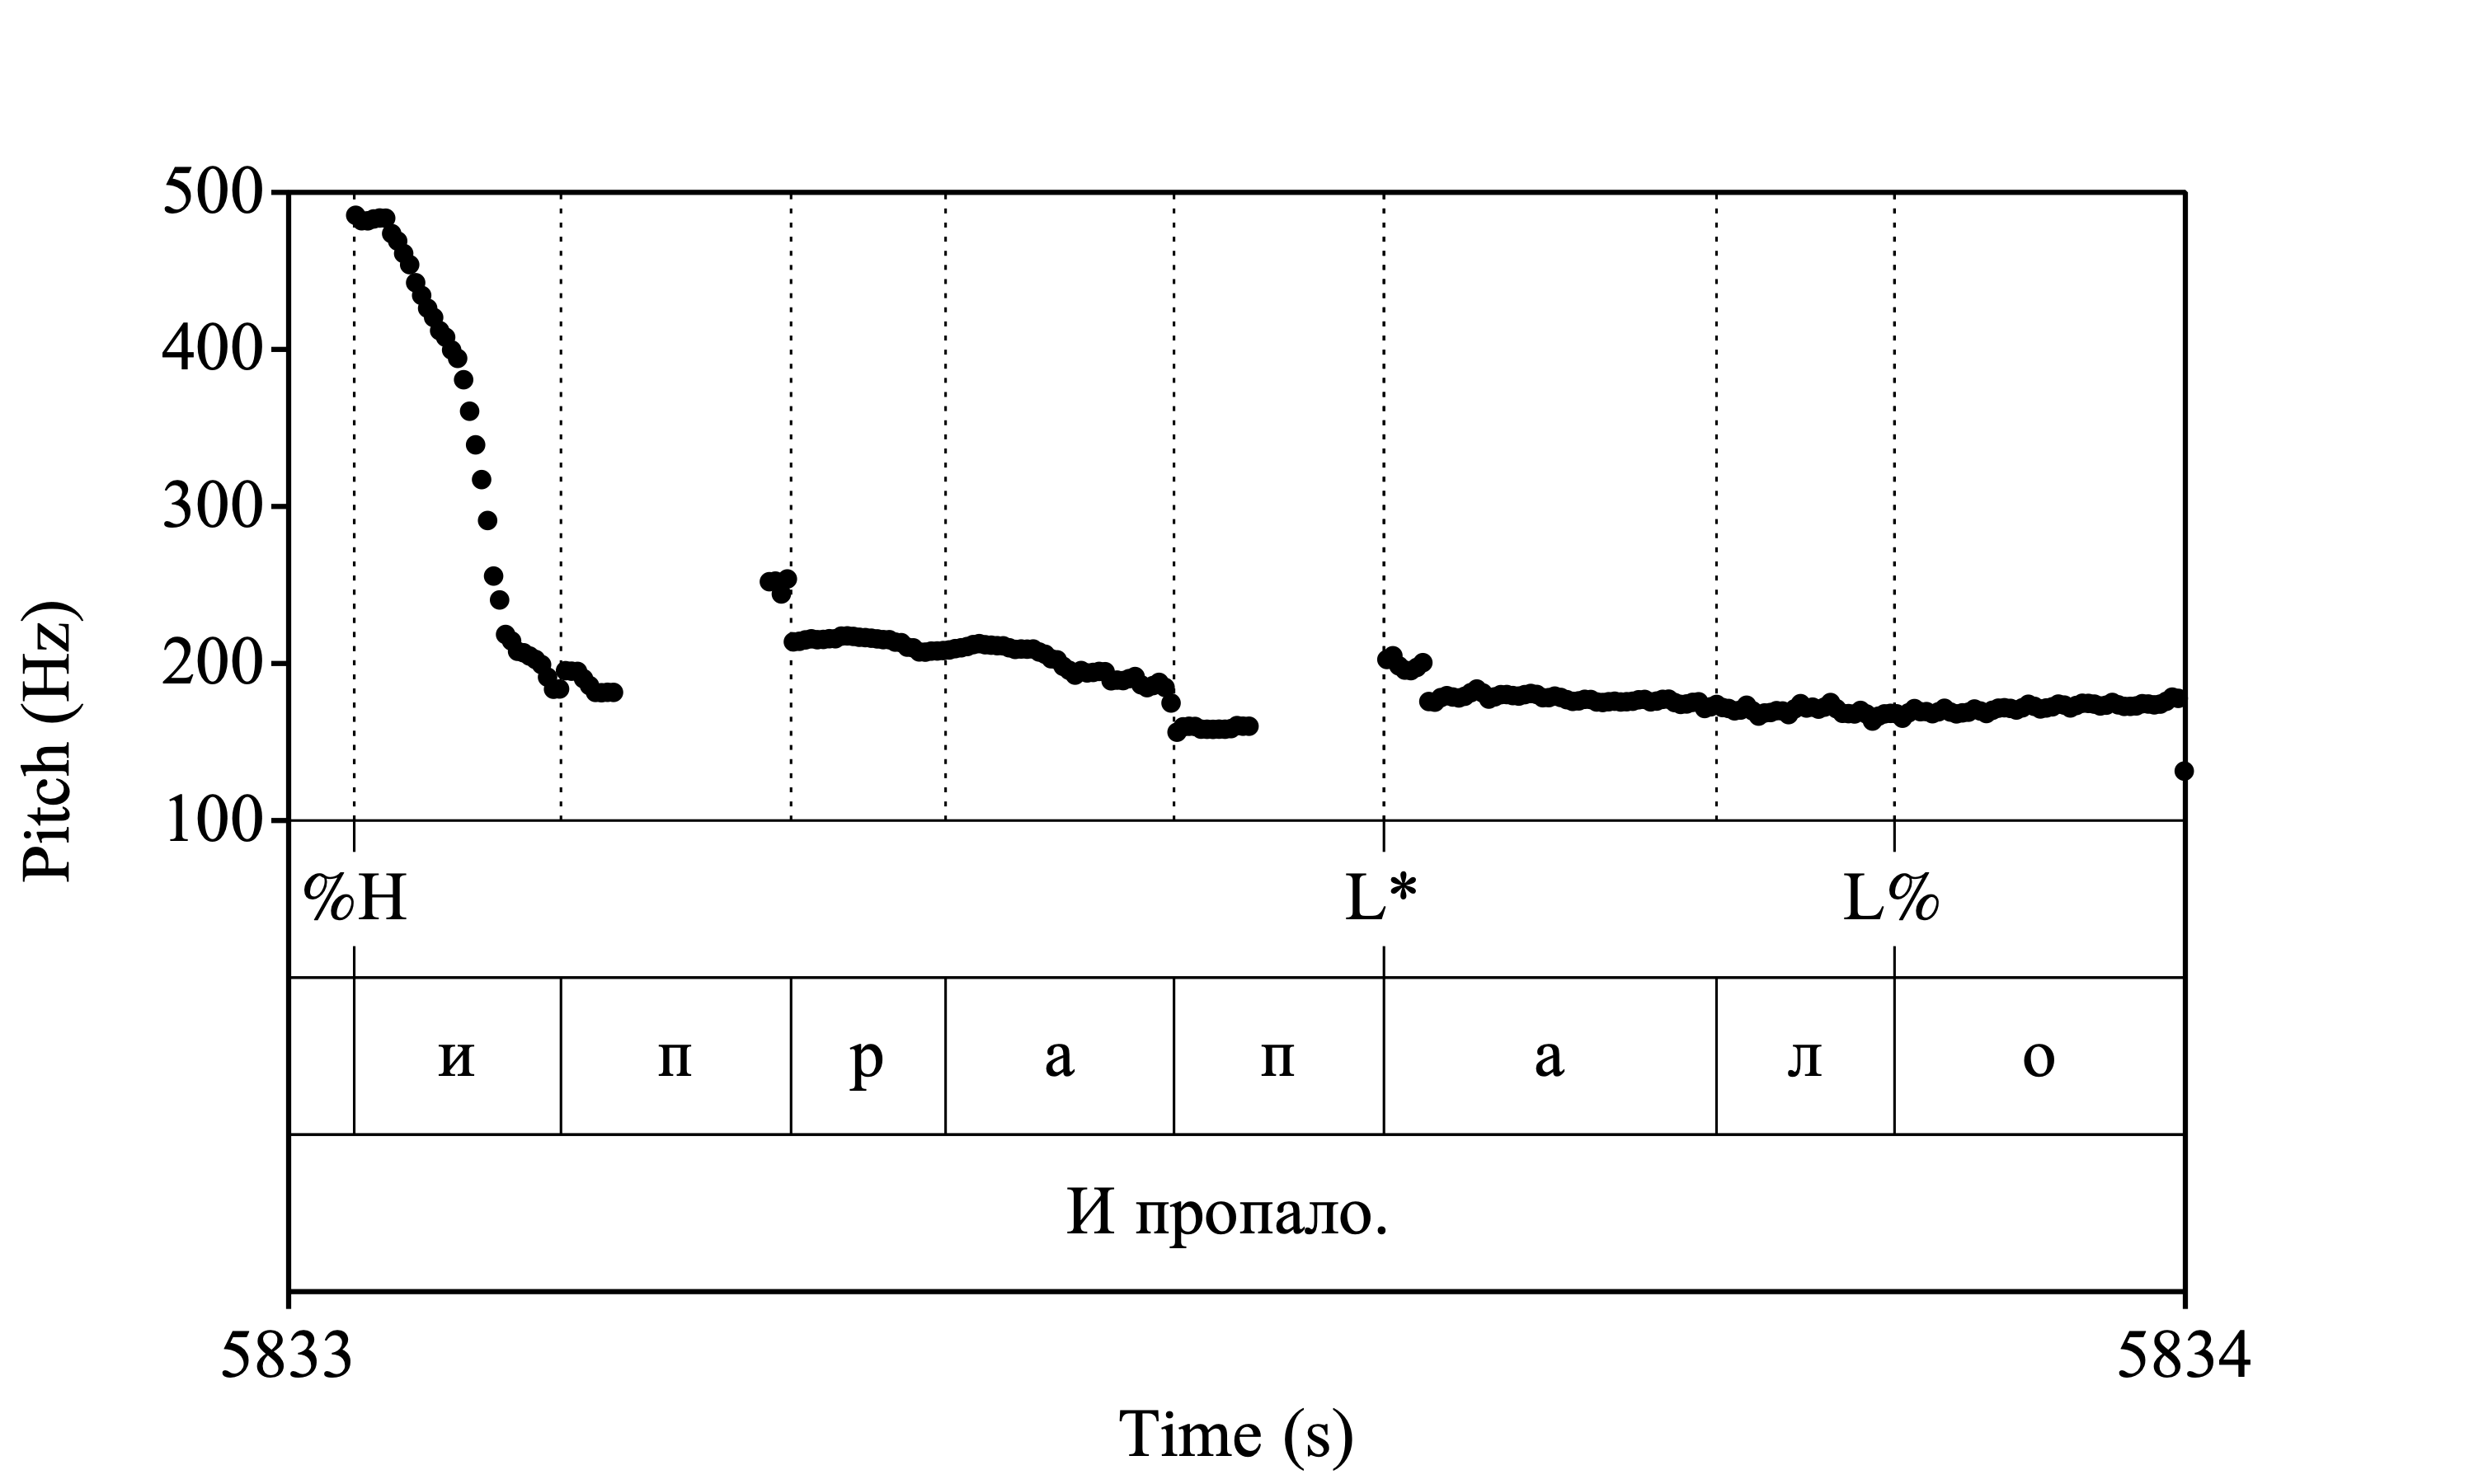 500
400
300
200
100
Pitch (Hz)
%H L* L%
и п р а п а л о
И пропало.
5833 5834
Time (s)